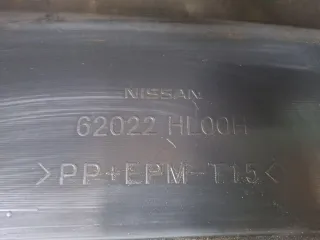 NISSAN
62022 HL00H
>PP+EPM-T15<